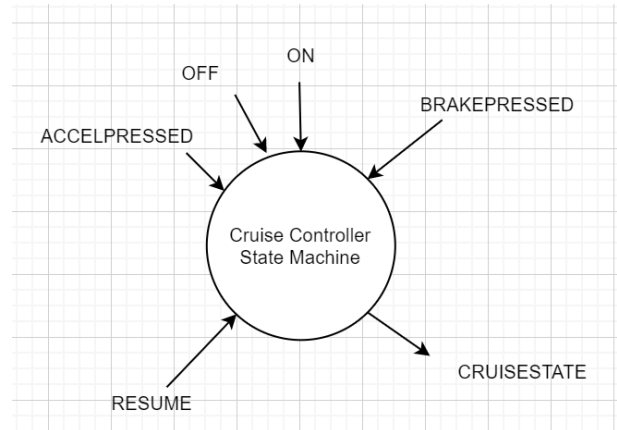 ON
OFF
BRAKEPRESSED
ACCELPRESSED
Cruise Controller
State Machine
CRUISESTATE
RESUME